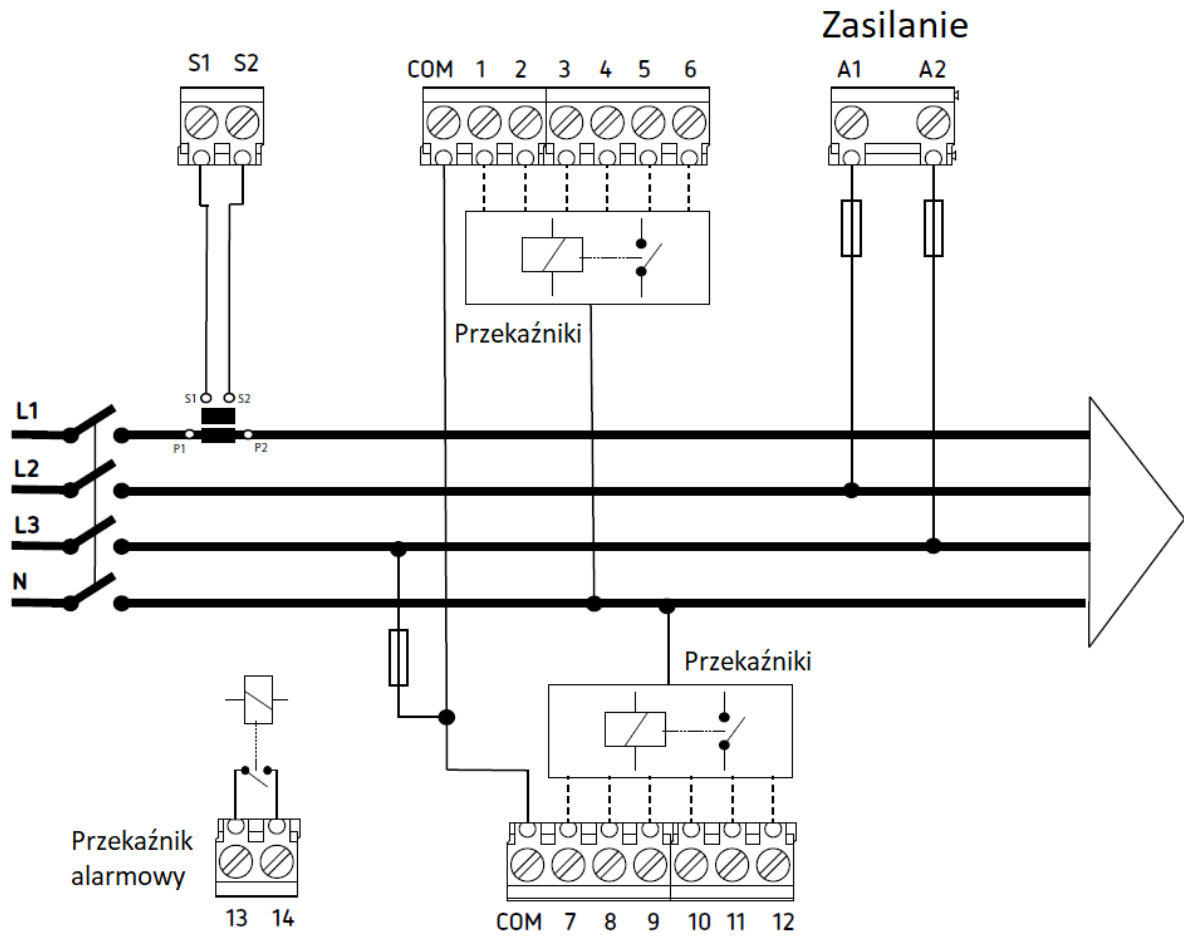 Zasilanie
S1 S2
COM 1 2 3 4 5 6
A1 A2
Przekaźniki
S1 S2
L1
P1 P2
L2
L3
N
Przekaźniki
Przekaźnik
alarmowy
13 14
COM 7 8 9 10 11 12